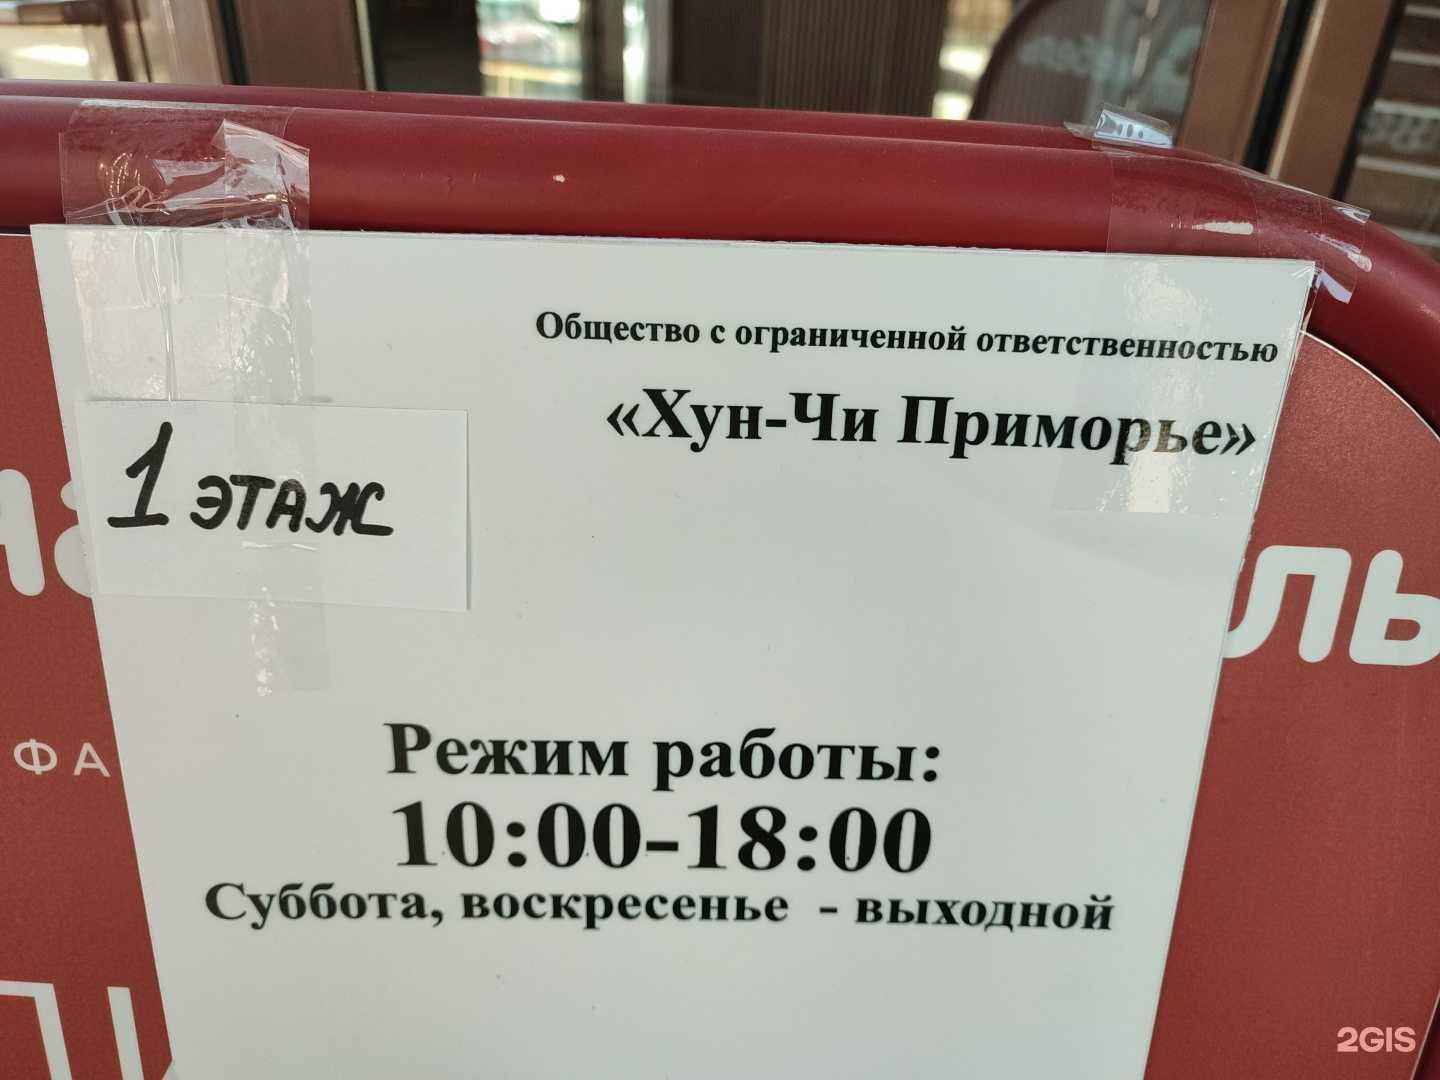 Общество с ограниченной ответственностью
«Хун-Чи Приморье»
1 этаж
Режим работы:
10:00-18:00
Суббота, воскресенье - выходной
2GIS